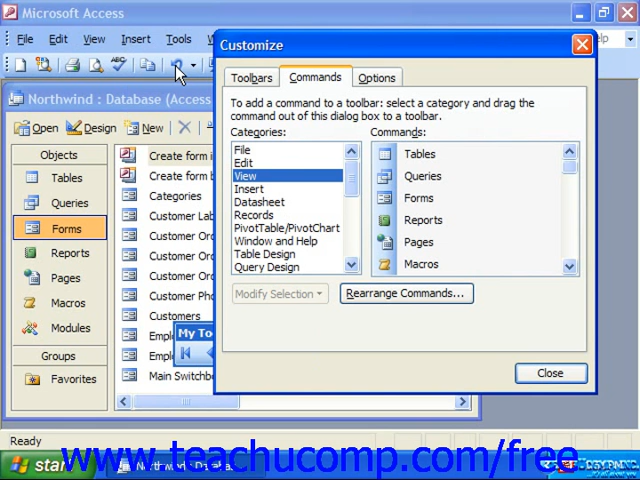 Microsoft Access
File Edit View Insert Tools
Northwind : Database (Access
Open Design New
Objects
Tables
Queries
Forms
Reports
Pages
Macros
Modules
Groups
Favorites
Create form i
Create form b
Categories
Customer Lab
Customer Ord
Customer Ord
Customer Ord
Customer Pho
Customers
Emplo
Emplo
Main Switchbo
My To
Customize
Toolbars Commands Options
To add a command to a toolbar: select a category and drag the
command out of this dialog box to a toolbar.
Categories:
File
Edit
View
Insert
Datasheet
Records
PivotTable/PivotChart
Window and Help
Table Design
Query Design
Commands:
Tables
Queries
Forms
Reports
Pages
Macros
Modify Selection
Rearrange Commands...
Close
Ready
start
www.teachucomp.com/free